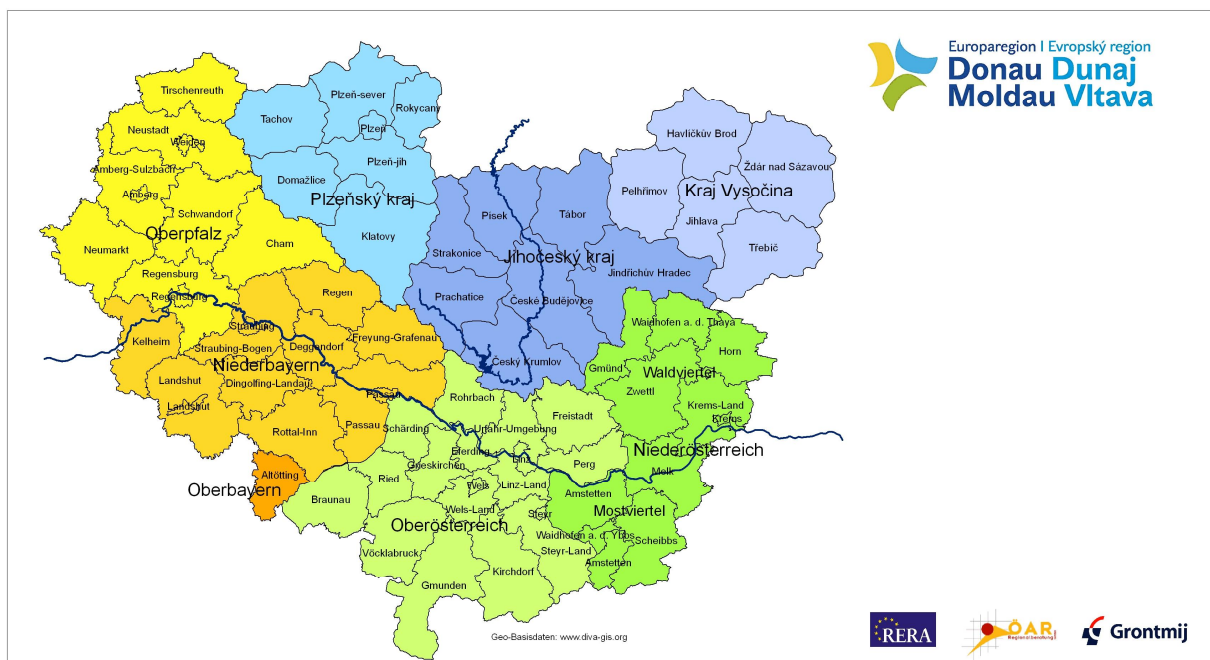 Europaregion I Evropský region
Donau Dunaj
Moldau Vltava
Tirschenreuth
Neustadt
Weiden
Amberg-Sulzbach
Amberg
Schwandorf
Oberpfalz
Neumarkt
Cham
Regensburg
Regensburg
Tachov
Plzeň-sever
Rokycany
Plzeň
Plzeň-jih
Domažlice
Plzeňský kraj
Klatovy
Havlíčkův Brod
Žďár nad Sázavou
Pelhřimov
Kraj Vysočina
Jihlava
Třebíč
Písek
Tábor
Strakonice
Jihočeský kraj
Jindřichův Hradec
Prachatice
České Budějovice
Český Krumlov
Regen
Kelheim
Straubing
Straubing-Bogen
Deggendorf
Freyung-Grafenau
Niederbayern
Landshut
Dingolfing-Landau
Landshut
Passau
Rottal-Inn
Passau
Altötting
Oberbayern
Waidhofen a. d. Thaya
Horn
Gmünd
Waldviertel
Zwettl
Krems-Land
Krems
Niederösterreich
Melk
Amstetten
Mostviertel
Waidhofen a. d. Ybbs
Scheibbs
Amstetten
Rohrbach
Freistadt
Schärding
Urfahr-Umgebung
Eferding
Grieskirchen
Linz
Perg
Ried
Wels
Linz-Land
Braunau
Wels-Land
Steyr
Oberösterreich
Steyr-Land
Vöcklabruck
Kirchdorf
Gmunden
Geo-Basisdaten: www.diva-gis.org
RERA
ÖAR
Regionalberatung
Grontmij